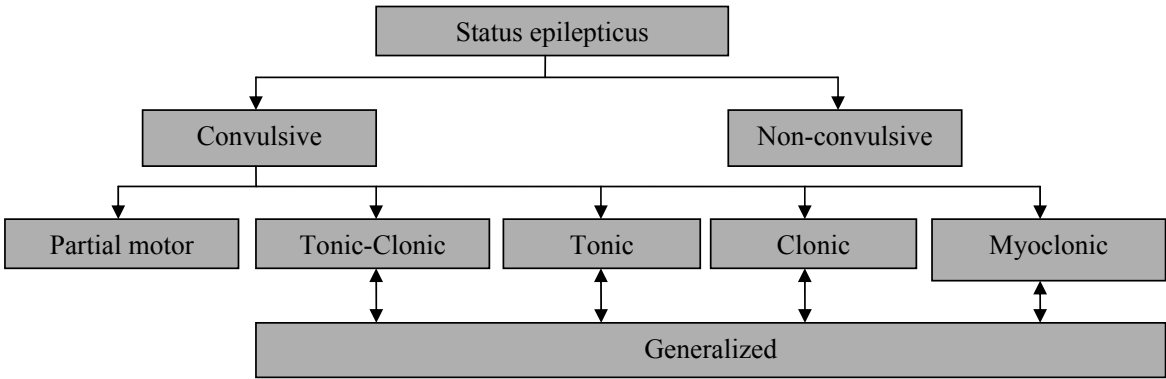 Status epilepticus
Convulsive
Non-convulsive
Partial motor
Tonic-Clonic
Tonic
Clonic
Myoclonic
Generalized